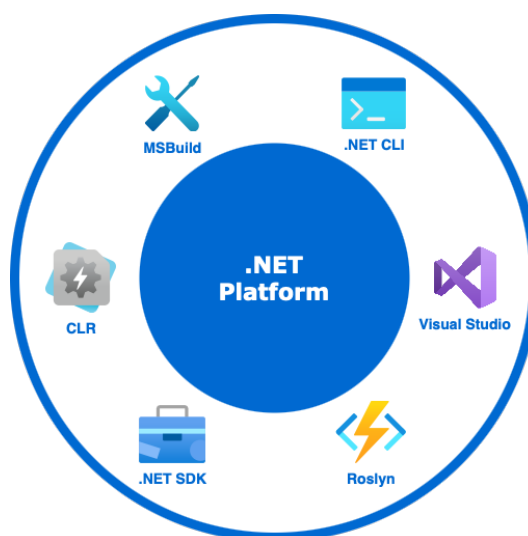 MSBuild
.NET CLI
.NET
Platform
CLR
Visual Studio
.NET SDK
Roslyn